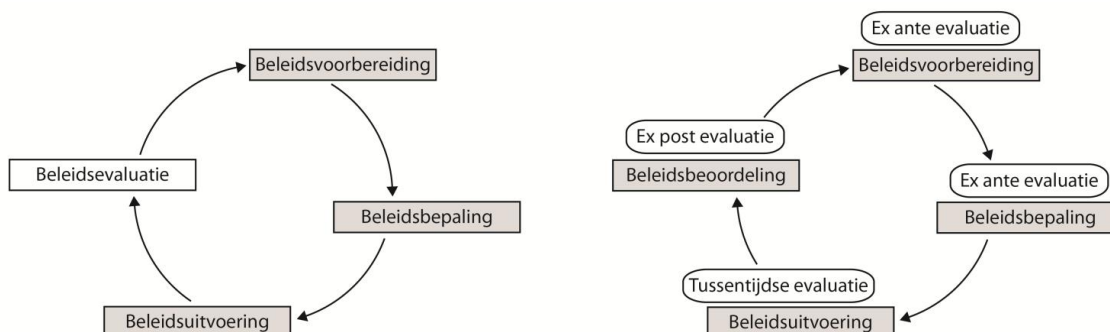 Beleidsvoorbereiding
Beleidsevaluatie
Beleidsbepaling
Beleidsuitvoering
Ex ante evaluatie
Beleidsvoorbereiding
Ex post evaluatie
Beleidsbeoordeling
Ex ante evaluatie
Beleidsbepaling
Tussentijdse evaluatie
Beleidsuitvoering